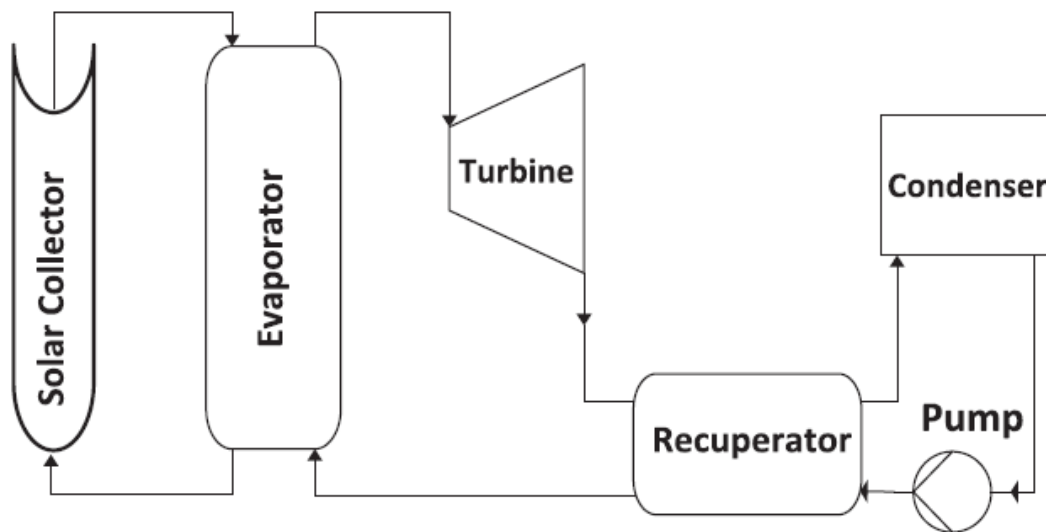 Solar Collector
Evaporator
Turbine
Condenser
Recuperator
Pump